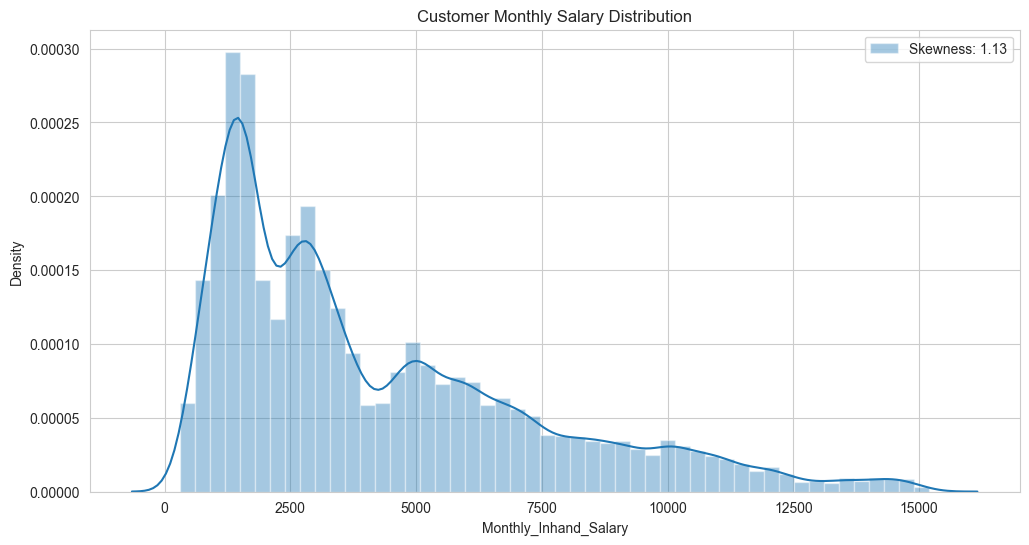 Customer Monthly Salary Distribution
Skewness: 1.13
0.00030
0.00025
0.00020
0.00015
0.00010
0.00005
0.00000
Density
0 2500 5000 7500 10000 12500 15000
Monthly_Inhand_Salary